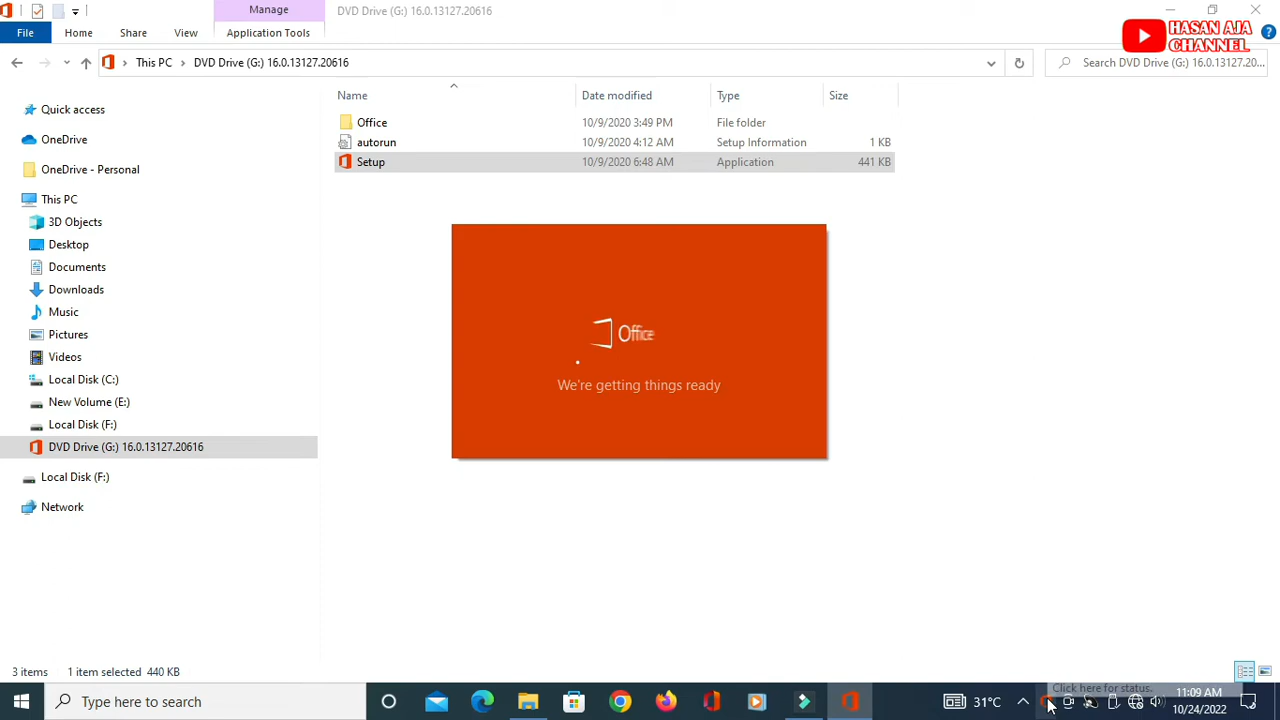 Manage
DVD Drive (G:) 16.0.13127.20616
File
Home
Share
View
Application Tools
HASAN AJA
CHANNEL
This PC
DVD Drive (G:) 16.0.13127.20616
Search DVD Drive (G:) 16.0.13127.20...
Name
Date modified
Type
Size
Office
10/9/2020 3:49 PM
File folder
autorun
10/9/2020 4:12 AM
Setup Information
1 KB
Setup
10/9/2020 6:48 AM
Application
441 KB
Quick access
OneDrive
OneDrive - Personal
This PC
3D Objects
Desktop
Documents
Downloads
Music
Pictures
Videos
Local Disk (C:)
New Volume (E:)
Local Disk (F:)
DVD Drive (G:) 16.0.13127.20616
Local Disk (F:)
Network
Office
We're getting things ready
3 items
1 item selected 440 KB
Click here for status.
Type here to search
31°C
11:09 AM
10/24/2022